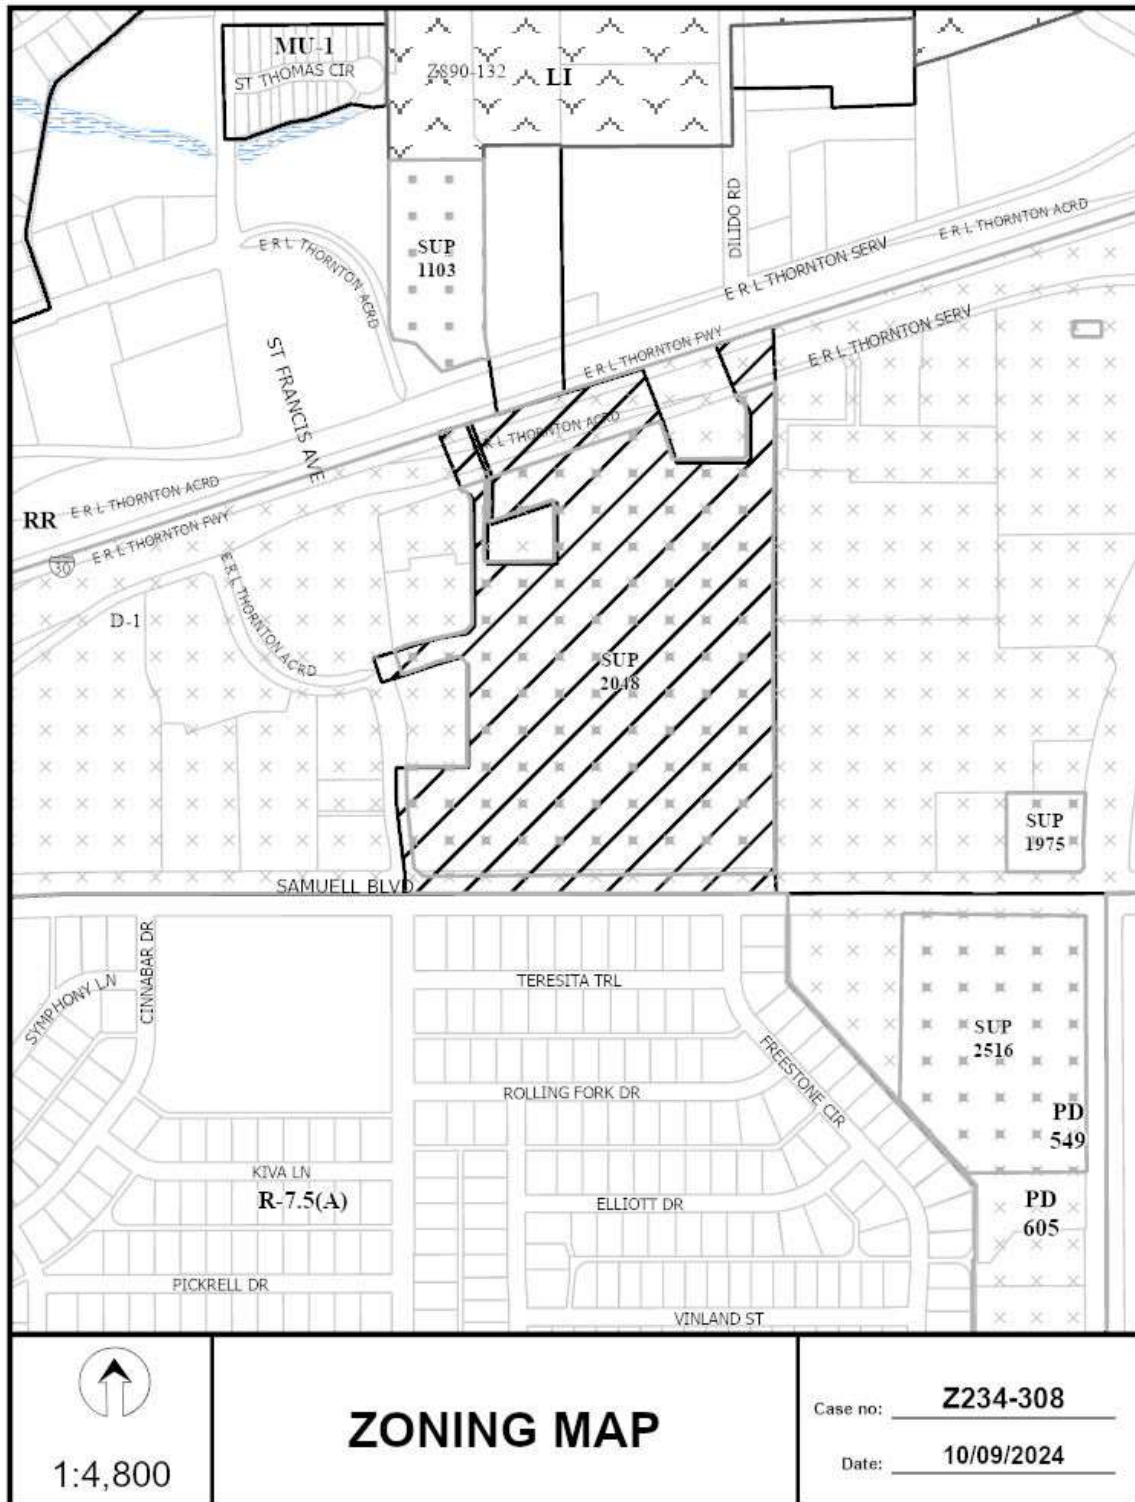 MU-1
ST THOMAS CIR
Z890-132
LI
SUP
1103
DILIDO RD
E R L THORNTON ACRD
E R L THORNTON SERV
E R L THORNTON ACRD
E R L THORNTON SERV
E R L THORNTON FWY
ST FRANCIS AVE
R L THORNTON ACRD
RR
E R L THORNTON ACRD
E R L THORNTON FWY
30
D-1
E R L THORNTON ACRD
SUP
2048
SUP
1975
SAMUELL BLVD
SYMPHONY LN
CINNABAR DR
TERESITA TRL
FREESTONE CIR
SUP
2516
ROLLING FORK DR
PD
549
KIVA LN
R-7.5(A)
ELLIOTT DR
PD
605
PICKRELL DR
VINLAND ST
1:4,800
ZONING MAP
Case no: Z234-308
Date: 10/09/2024